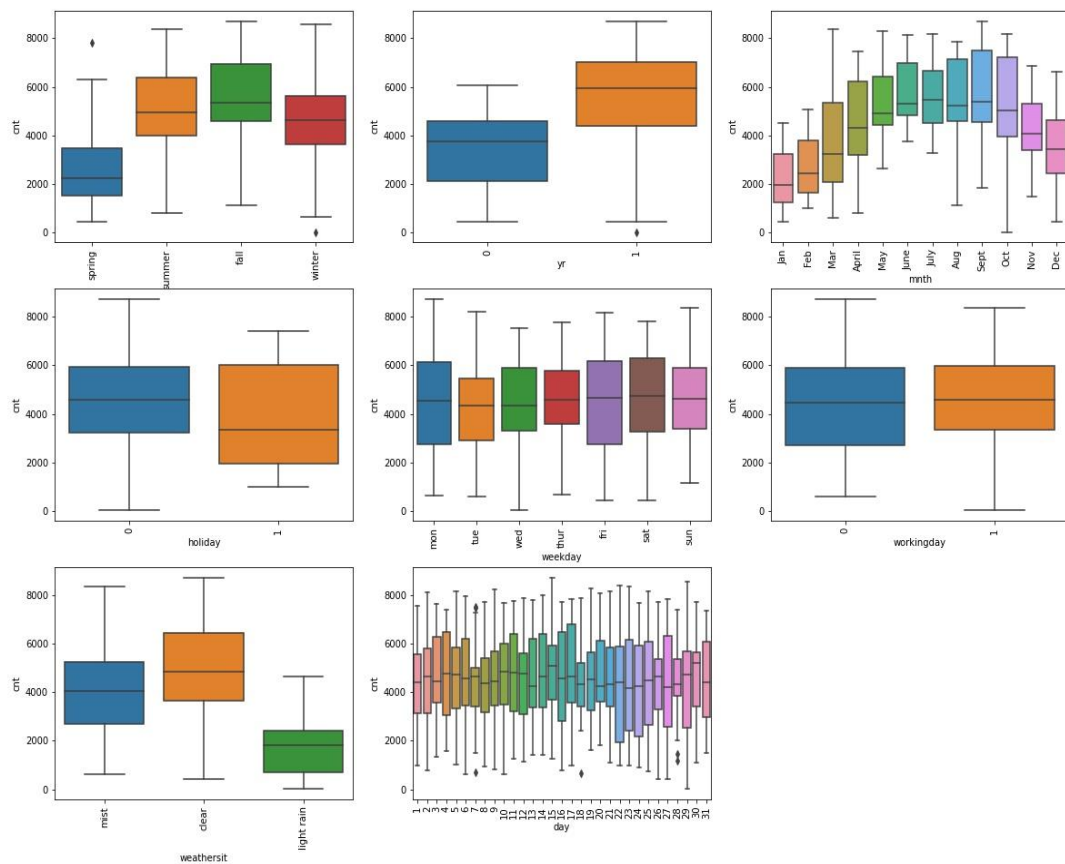 8000
6000
4000
2000
0
cnt
spring
summer
fall
winter
8000
6000
4000
2000
0
cnt
0
1
yr
8000
6000
4000
2000
0
cnt
Jan
Feb
Mar
April
May
June
July
Aug
Sept
Oct
Nov
Dec
mnth
8000
6000
4000
2000
0
cnt
0
1
holiday
8000
6000
4000
2000
0
cnt
mon
tue
wed
thur
fri
sat
sun
weekday
8000
6000
4000
2000
0
cnt
0
1
workingday
8000
6000
4000
2000
0
cnt
mist
clear
light rain
weathersit
8000
6000
4000
2000
0
cnt
1
2
3
4
5
6
7
8
9
10
11
12
13
14
15
16
17
18
19
20
21
22
23
24
25
26
27
28
29
30
31
day